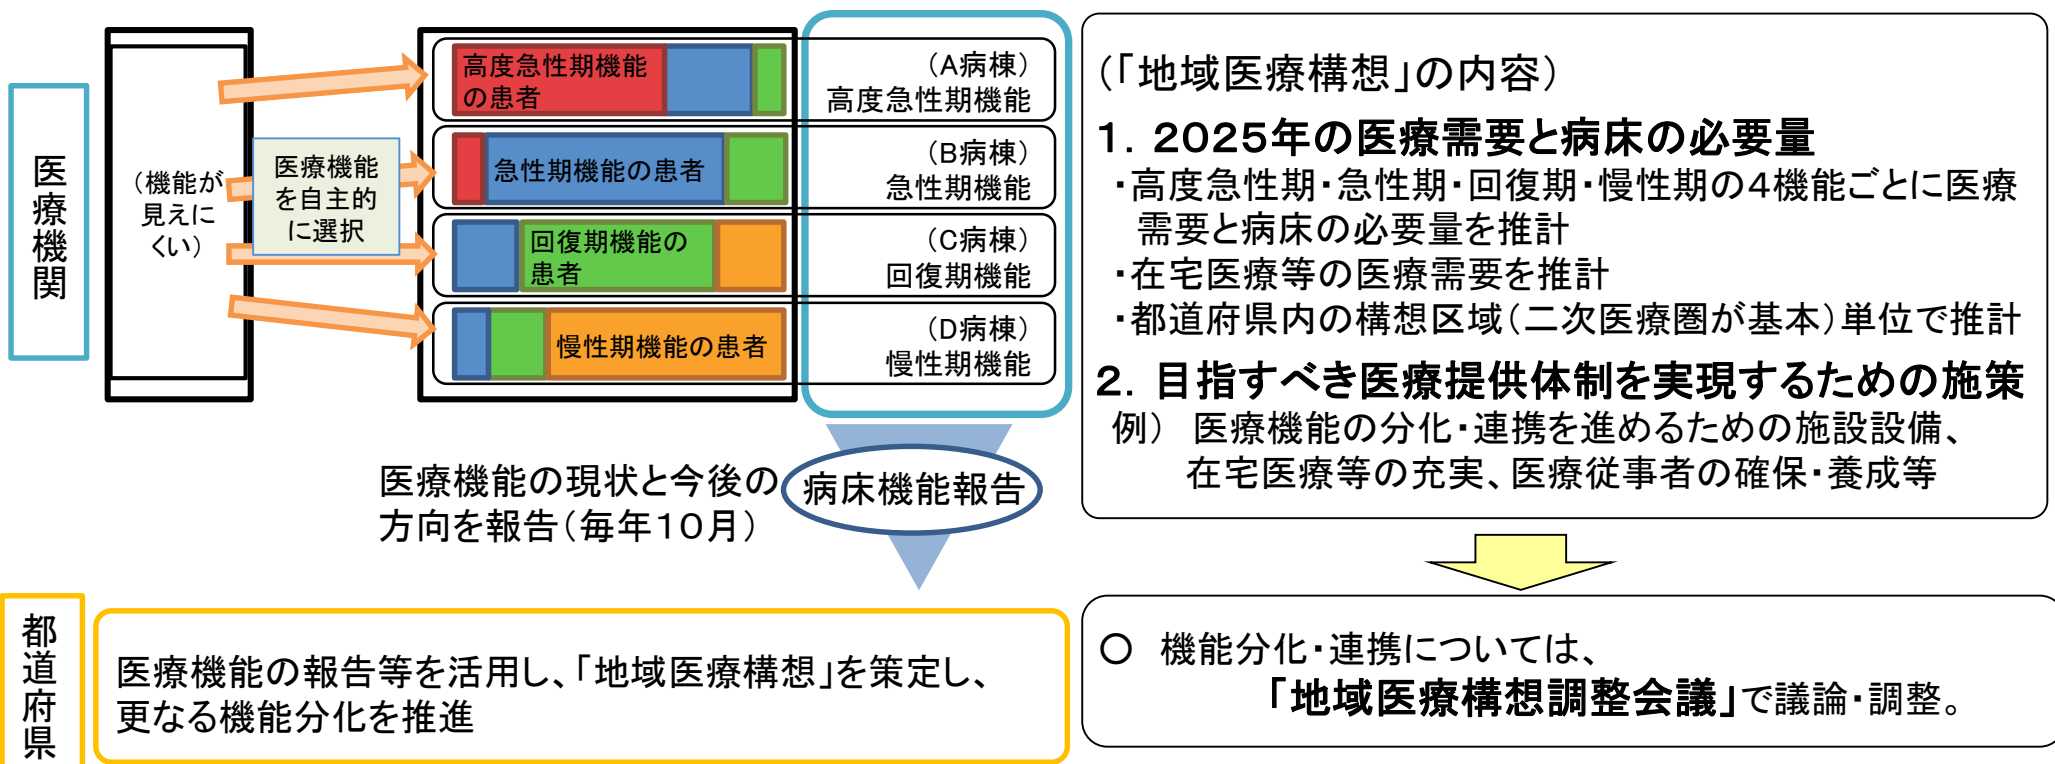 医療機関
(機能が
見えに
くい)
医療機能
を自主的
に選択
高度急性期機能
の患者
(A病棟)
高度急性期機能
急性期機能の患者
(B病棟)
急性期機能
回復期機能の
患者
(C病棟)
回復期機能
慢性期機能の患者
(D病棟)
慢性期機能
医療機能の現状と今後の
方向を報告(毎年10月)
病床機能報告
都道府県
医療機能の報告等を活用し、「地域医療構想」を策定し、
更なる機能分化を推進
(「地域医療構想」の内容)
1．2025年の医療需要と病床の必要量
・高度急性期・急性期・回復期・慢性期の4機能ごとに医療
需要と病床の必要量を推計
・在宅医療等の医療需要を推計
・都道府県内の構想区域(二次医療圏が基本)単位で推計
2．目指すべき医療提供体制を実現するための施策
例) 医療機能の分化・連携を進めるための施設設備、
在宅医療等の充実、医療従事者の確保・養成等
○ 機能分化・連携については、
「地域医療構想調整会議」で議論・調整。